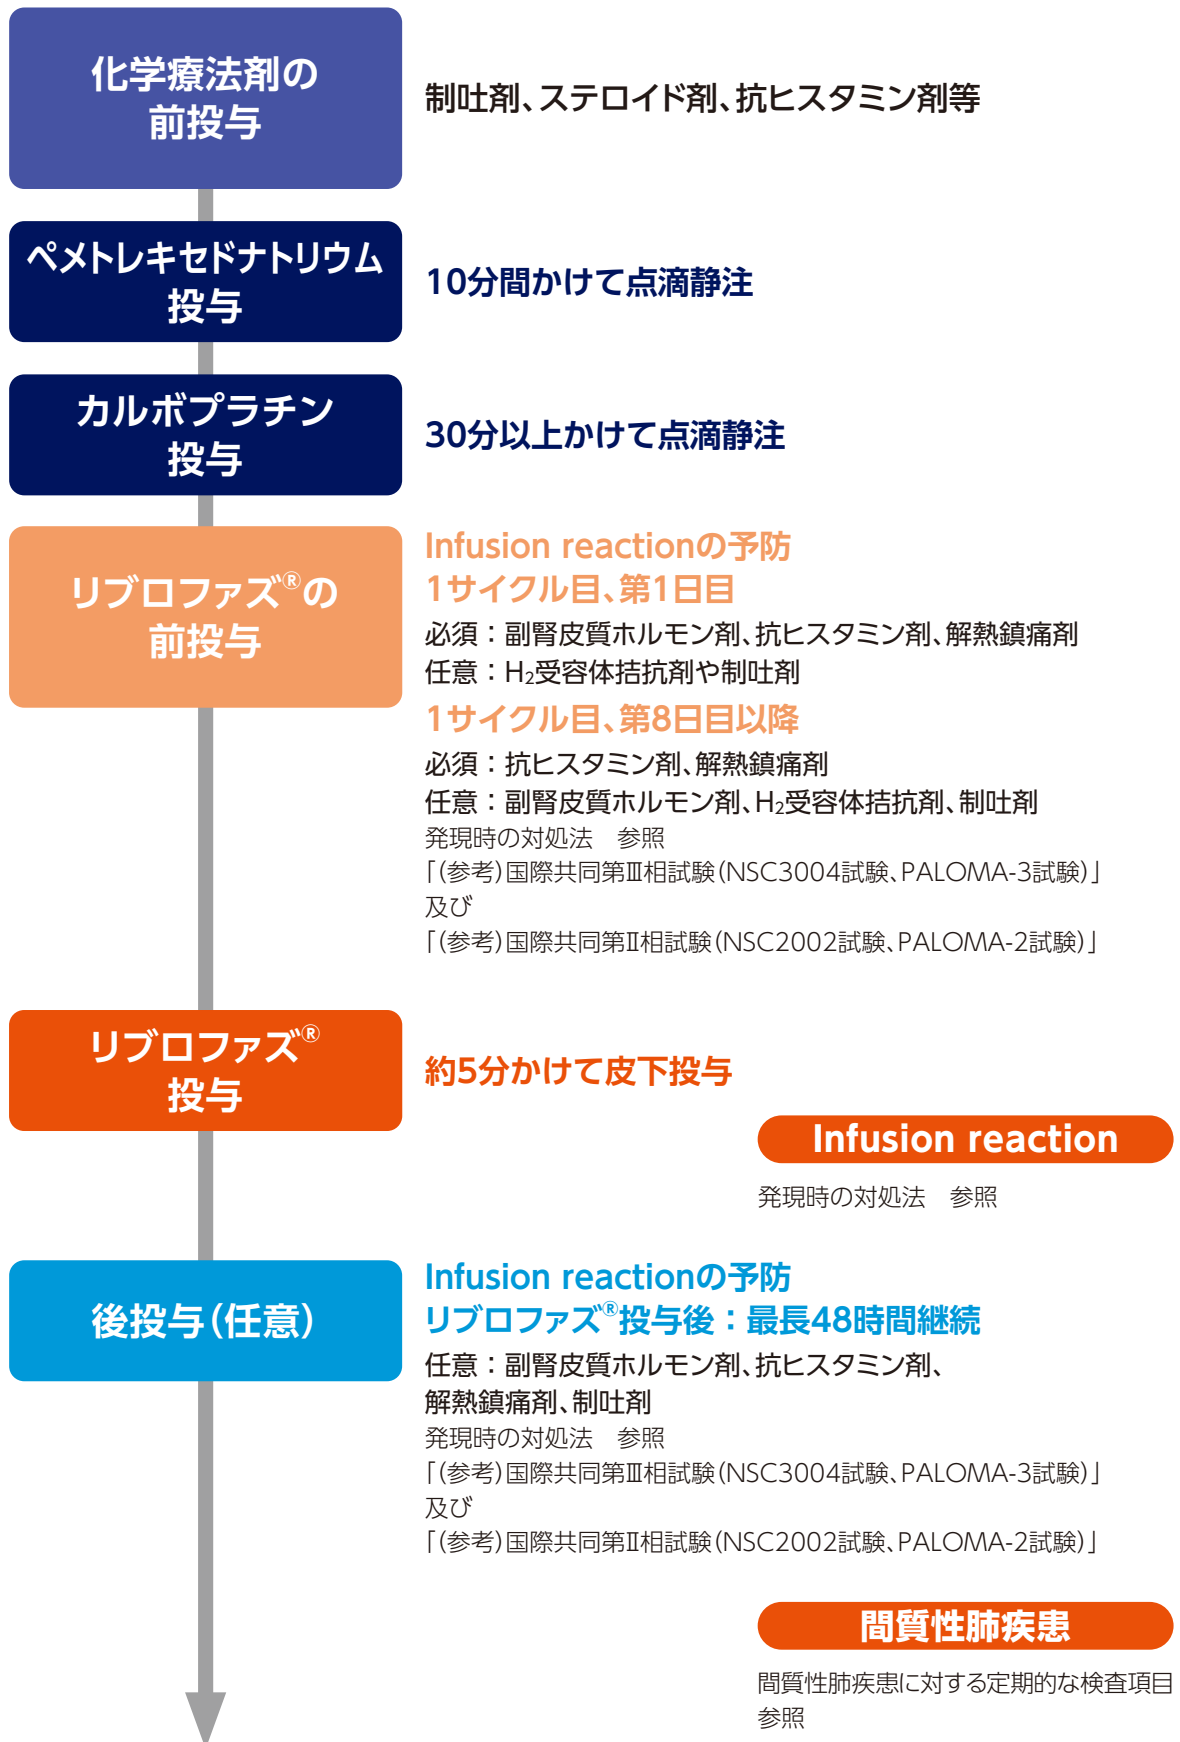 化学療法剤の
前投与
制吐剤、ステロイド剤、抗ヒスタミン剤等
ペメトレキセドナトリウム
投与
10分間かけて点滴静注
カルボプラチン
投与
30分以上かけて点滴静注
リブロファズ®の
前投与
Infusion reactionの予防
1サイクル目、第1日目
必須：副腎皮質ホルモン剤、抗ヒスタミン剤、解熱鎮痛剤
任意：H₂受容体拮抗剤や制吐剤
1サイクル目、第8日目以降
必須：抗ヒスタミン剤、解熱鎮痛剤
任意：副腎皮質ホルモン剤、H₂受容体拮抗剤、制吐剤
発現時の対処法　参照
「（参考）国際共同第Ⅲ相試験（NSC3004試験、PALOMA-3試験）」
及び
「（参考）国際共同第Ⅱ相試験（NSC2002試験、PALOMA-2試験）」
リブロファズ®
投与
約5分かけて皮下投与
Infusion reaction
発現時の対処法　参照
後投与（任意）
Infusion reactionの予防
リブロファズ®投与後：最長48時間継続
任意：副腎皮質ホルモン剤、抗ヒスタミン剤、
解熱鎮痛剤、制吐剤
発現時の対処法　参照
「（参考）国際共同第Ⅲ相試験（NSC3004試験、PALOMA-3試験）」
及び
「（参考）国際共同第Ⅱ相試験（NSC2002試験、PALOMA-2試験）」
間質性肺疾患
間質性肺疾患に対する定期的な検査項目
参照